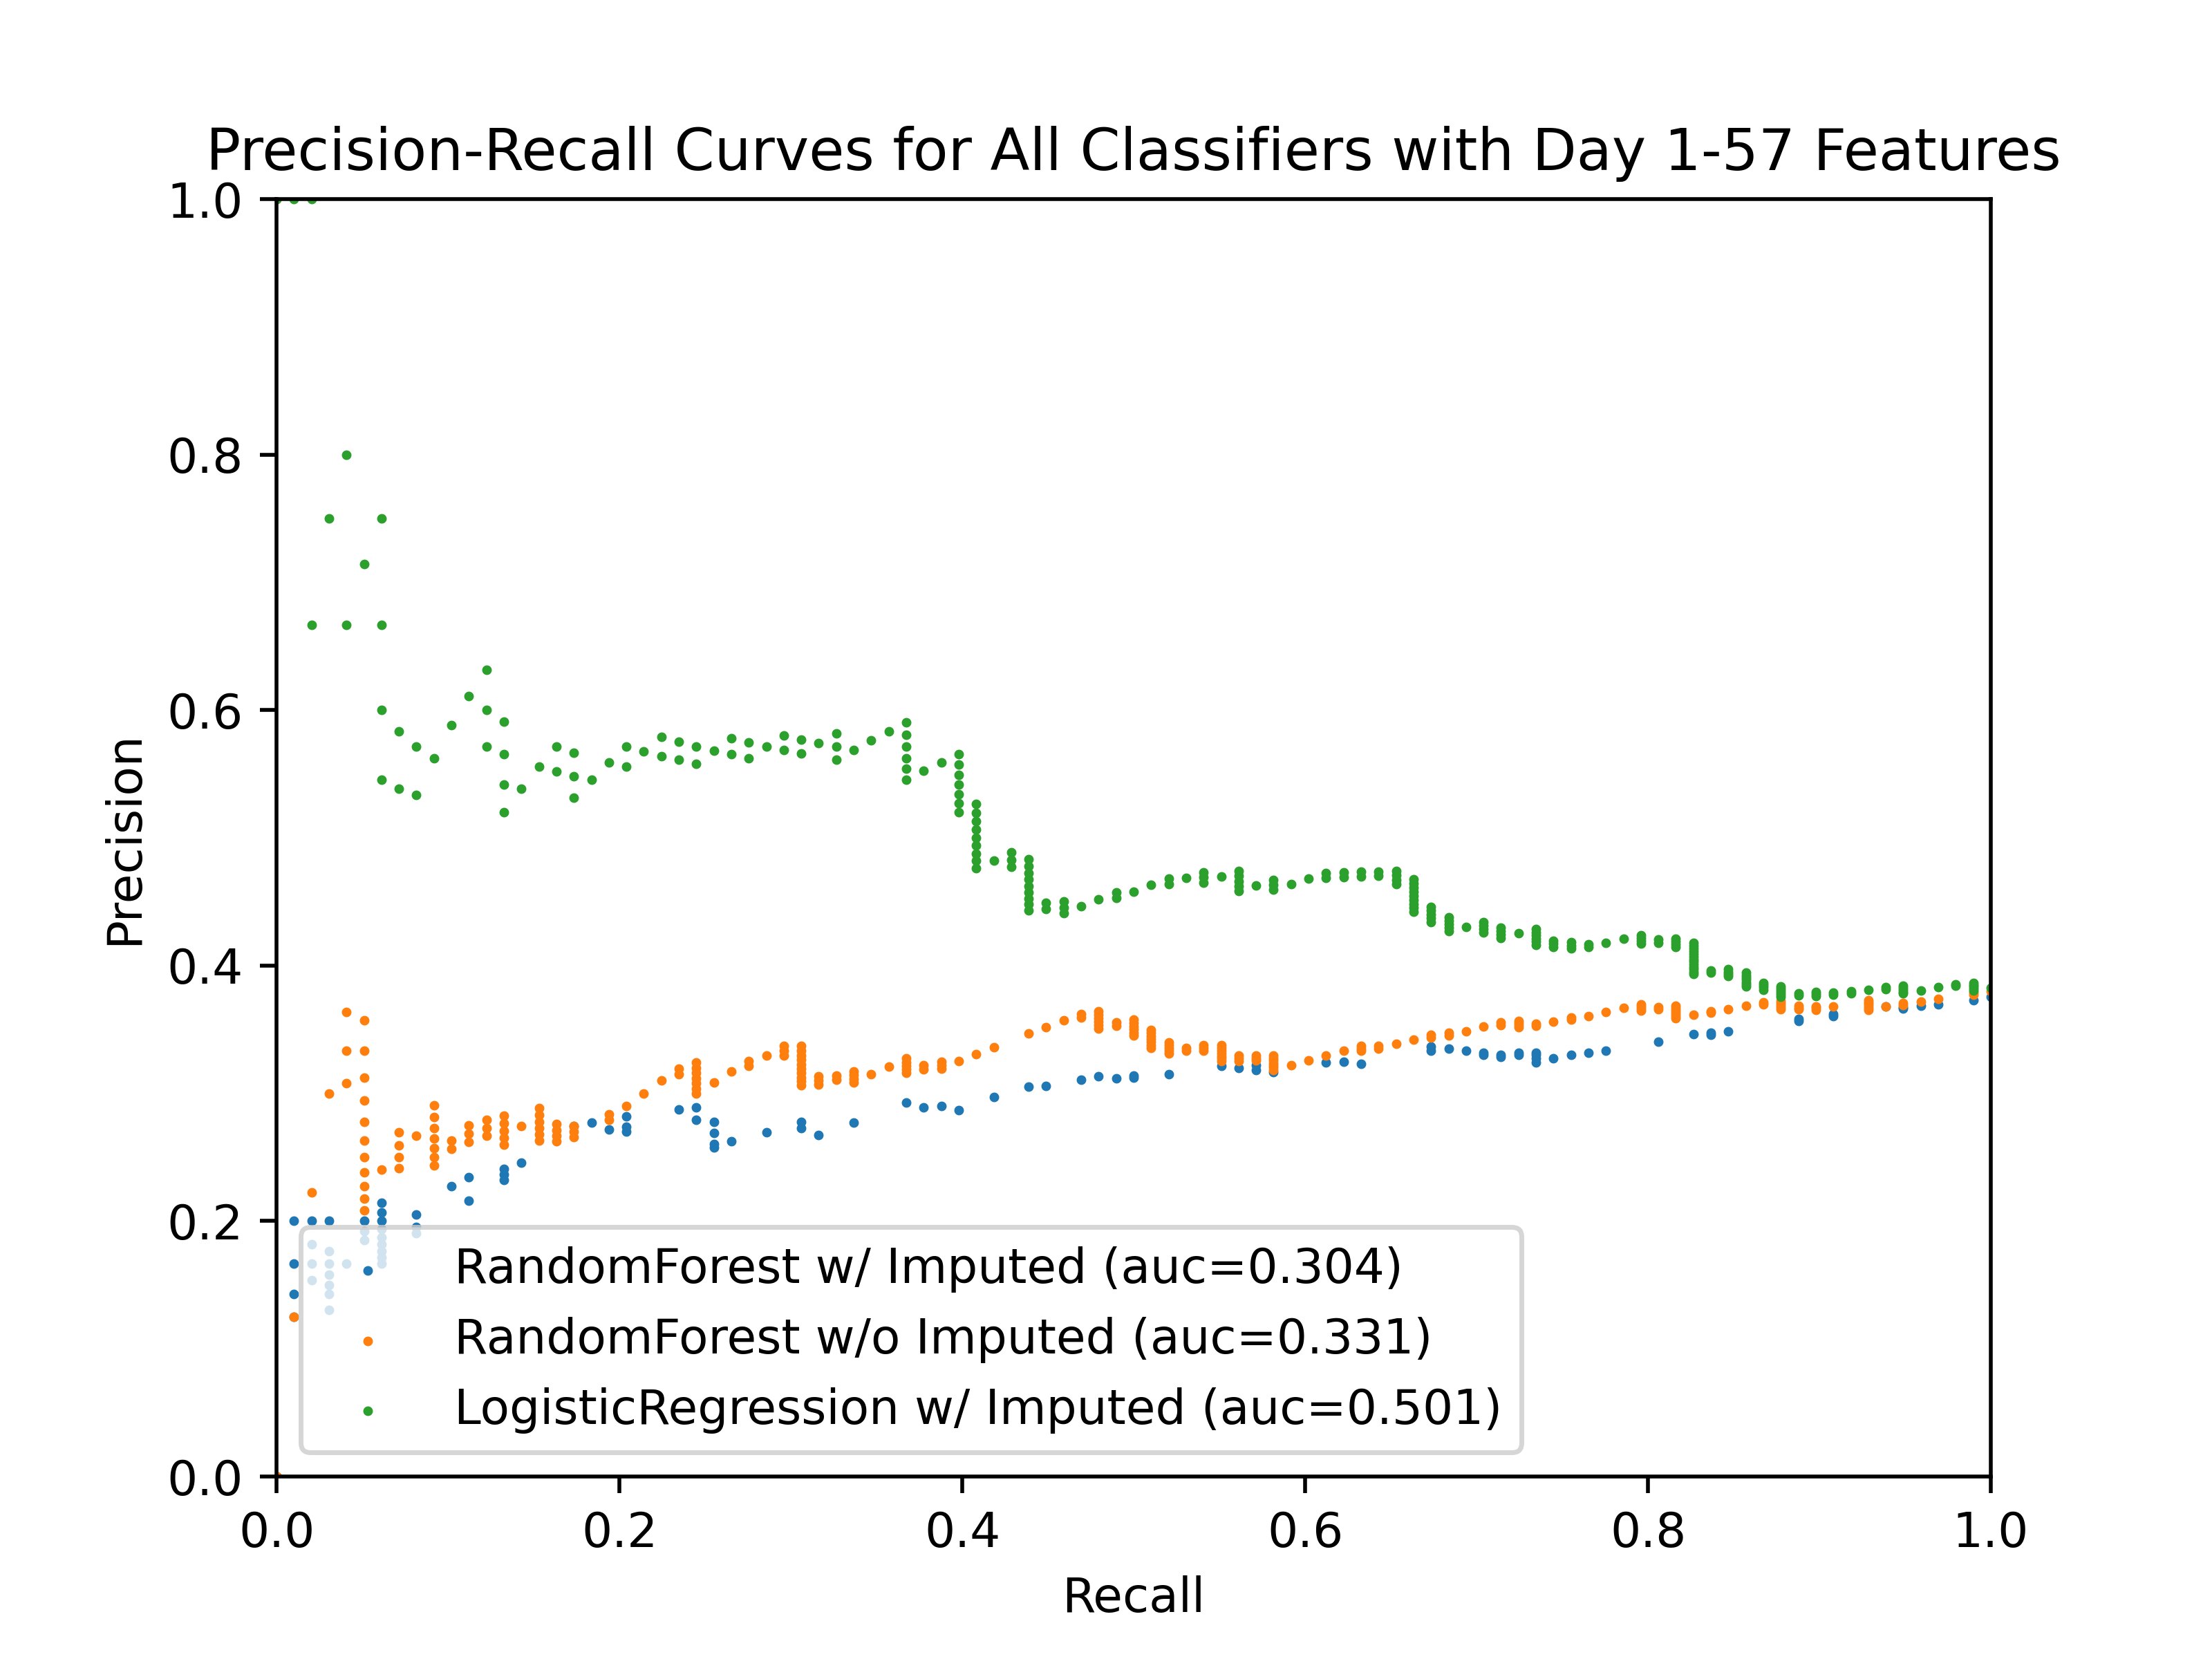 Precision-Recall Curves for All Classifiers with Day 1-57 Features
1.0
0.8
0.6
0.4
0.2
0.0
Precision
RandomForest w/ Imputed (auc=0.304)
RandomForest w/o Imputed (auc=0.331)
LogisticRegression w/ Imputed (auc=0.501)
0.0 0.2 0.4 0.6 0.8 1.0
Recall